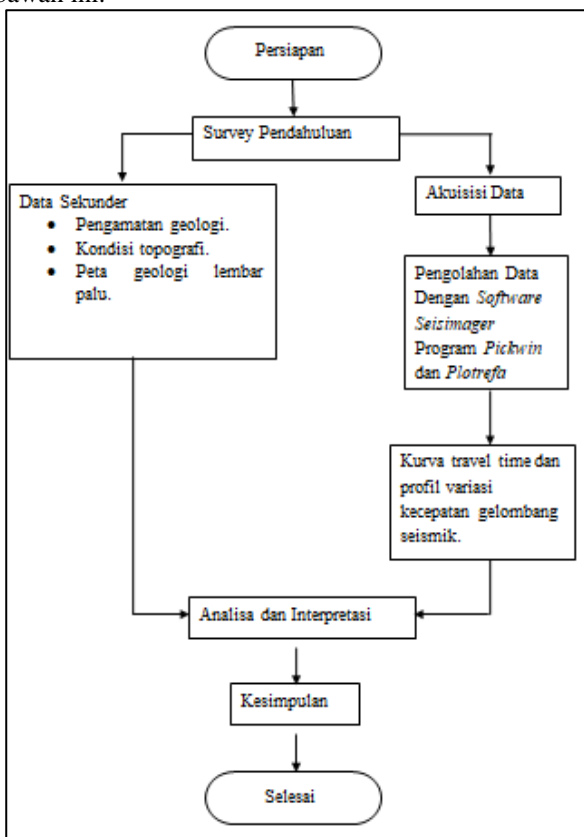 bawah ini.
Persiapan
Survey Pendahuluan
Data Sekunder
• Pengamatan geologi.
• Kondisi topografi.
• Peta geologi lembar
palu.
Akuisisi Data
Pengolahan Data
Dengan Software
Seisimager
Program Pickwin
dan Plotrefa
Kurva travel time dan
profil variasi
kecepatan gelombang
seismik.
Analisa dan Interpretasi
Kesimpulan
Selesai